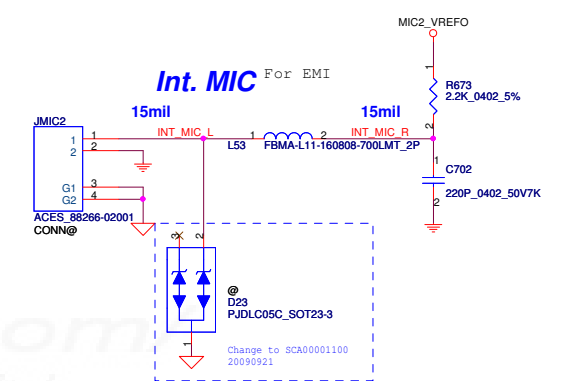 MIC2_VREFO
Int. MIC For EMI
1
R673
2.2K_0402_5%
2
15mil
15mil
JMIC2
1 1 INT_MIC_L
2 2
L53 1 2 FBMA-L11-160808-700LMT_2P
INT_MIC_R
1
C702
220P_0402_50V7K
2
G1 3
G2 4
ACES_88266-02001
CONN@
3 2
@
D23
PJDLC05C_SOT23-3
1
Change to SCA00001100
20090921